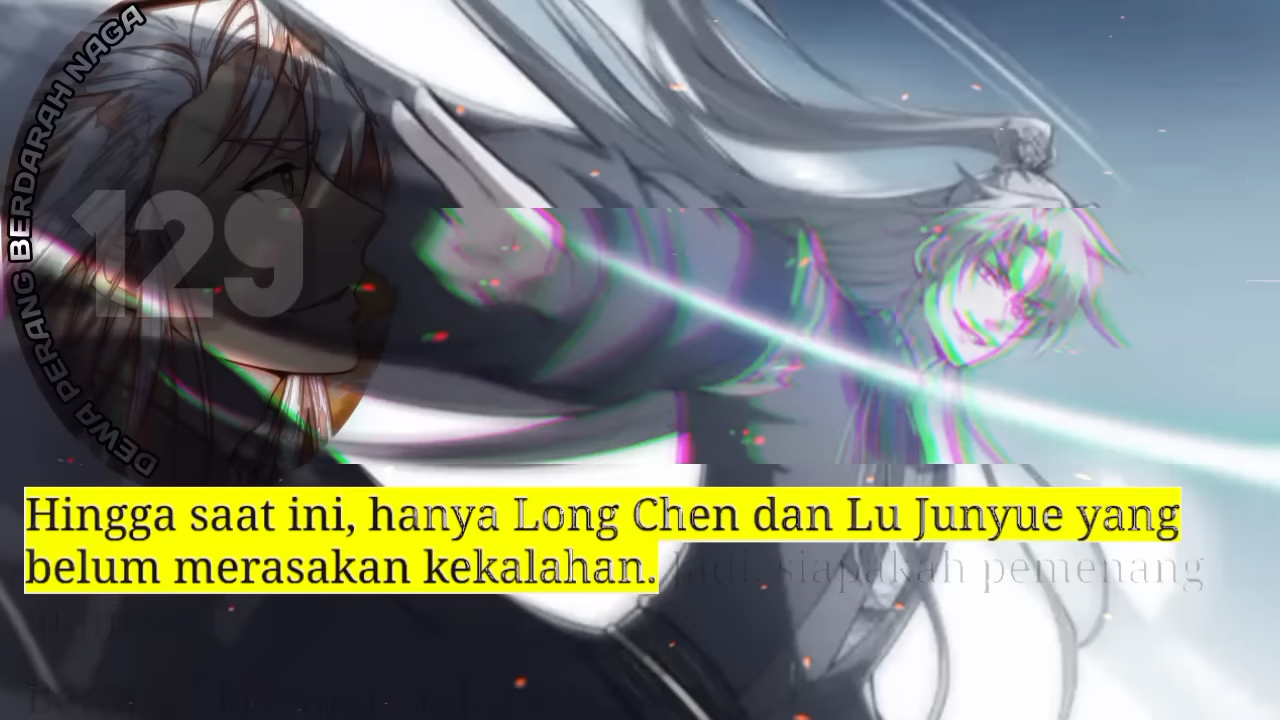 DEWA PERANG BERDARAH NAGA
129
Hingga saat ini, hanya Long Chen dan Lu Junyue yang
belum merasakan kekalahan. Jadi, siapakah pemenang